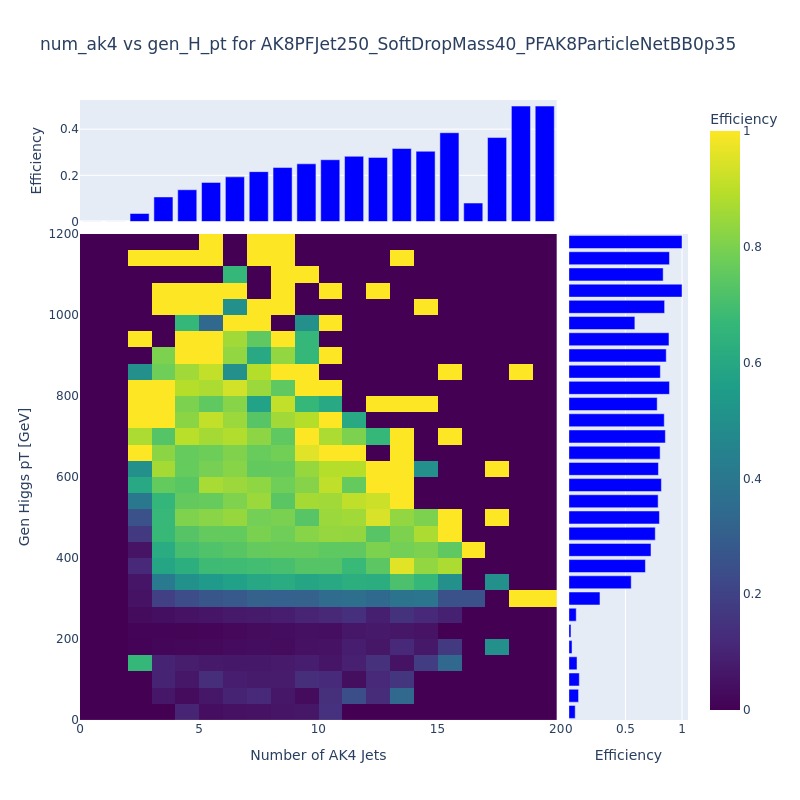 num_ak4 vs gen_H_pt for AK8PFJet250_SoftDropMass40_PFAK8ParticleNetBB0p35
Efficiency
0.4
0.2
0
Efficiency
1
0.8
0.6
0.4
0.2
0
Gen Higgs pT [GeV]
1200
1000
800
600
400
200
0
0 5 10 15 20
Number of AK4 Jets
0 0.5 1
Efficiency